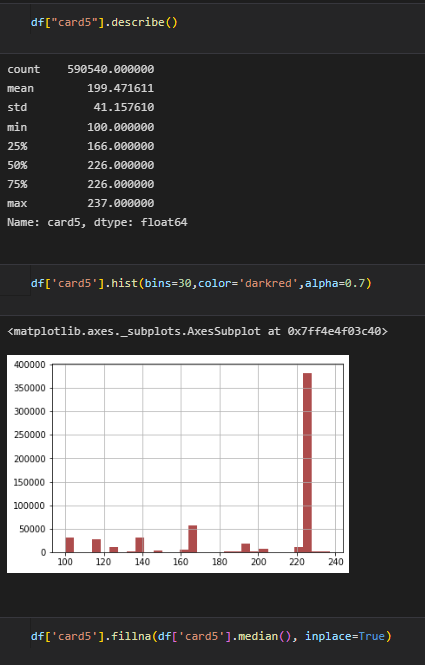 df["card5"].describe()
count    590540.000000
mean        199.471611
std          41.157610
min         100.000000
25%         166.000000
50%         226.000000
75%         226.000000
max         237.000000
Name: card5, dtype: float64
df['card5'].hist(bins=30,color='darkred',alpha=0.7)
<matplotlib.axes._subplots.AxesSubplot at 0x7ff4e4f03c40>
400000
350000
300000
250000
200000
150000
100000
50000
0
100 120 140 160 180 200 220 240
df['card5'].fillna(df['card5'].median(), inplace=True)